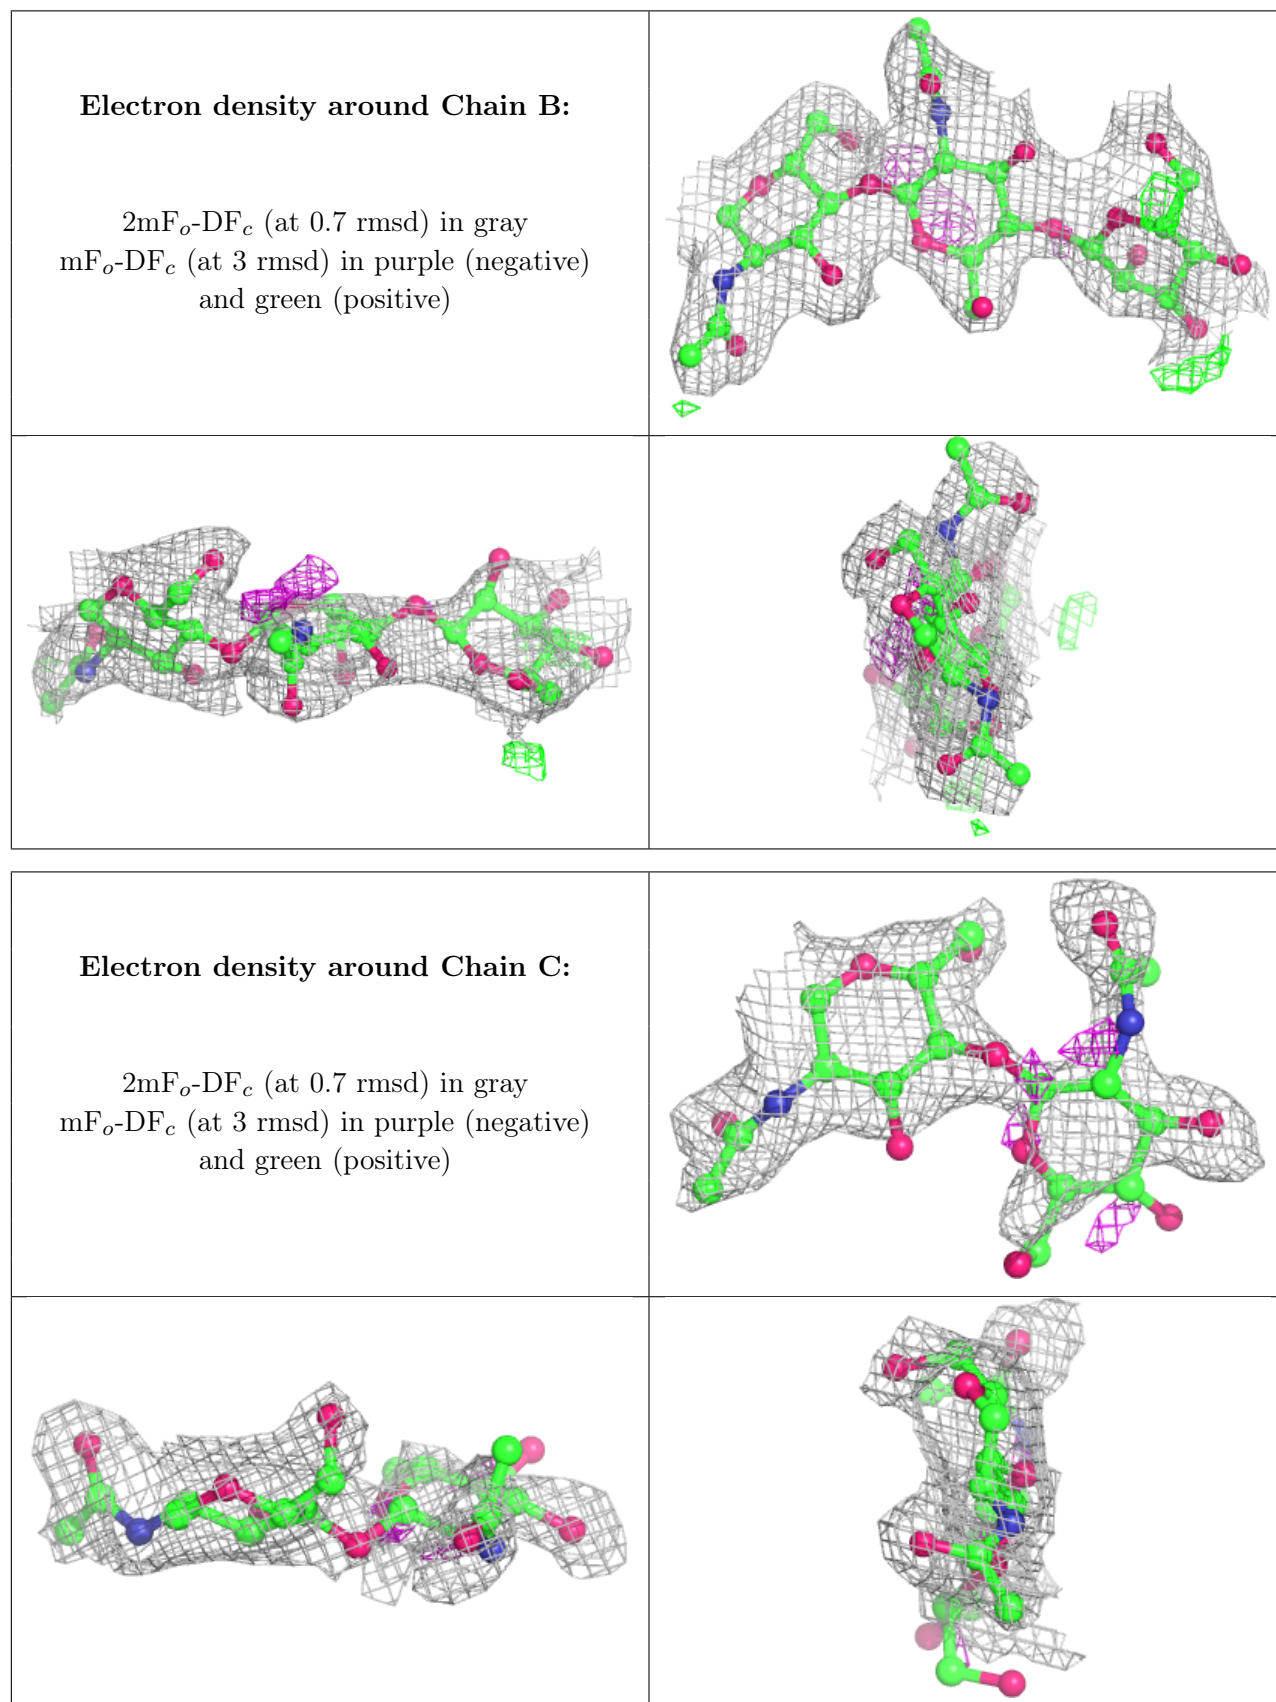 Electron density around Chain B:
2mFₒ-DF𝒸 (at 0.7 rmsd) in gray
mFₒ-DF𝒸 (at 3 rmsd) in purple (negative)
and green (positive)
Electron density around Chain C:
2mFₒ-DF𝒸 (at 0.7 rmsd) in gray
mFₒ-DF𝒸 (at 3 rmsd) in purple (negative)
and green (positive)